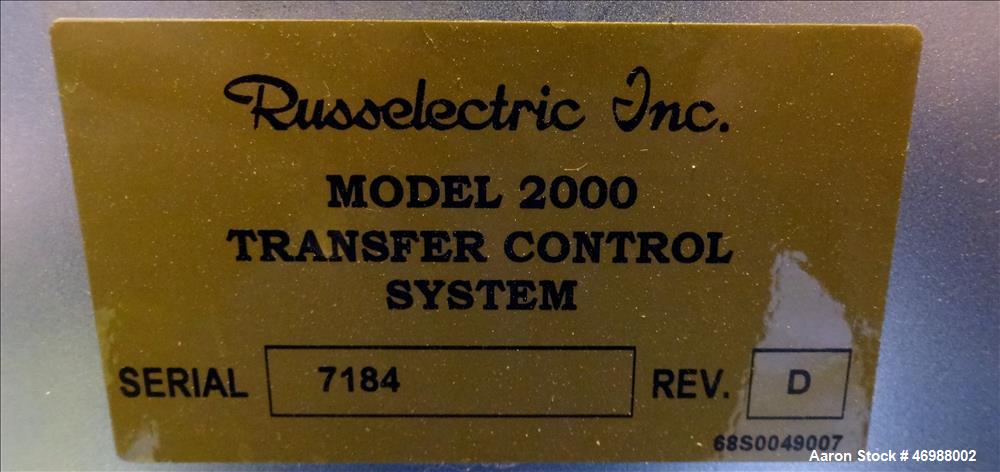 Russelectric Inc.
MODEL 2000
TRANSFER CONTROL
SYSTEM
SERIAL 7184 REV. D
68S0049007
Aaron Stock # 46988002